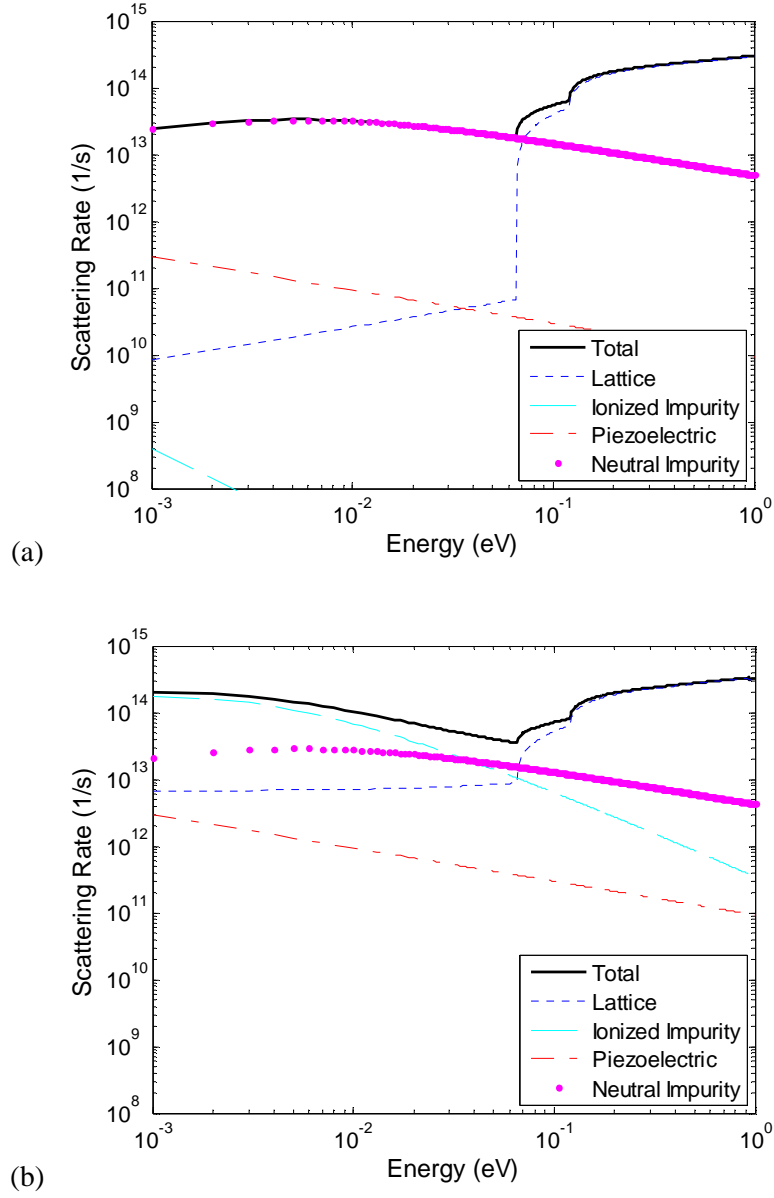 10^15
10^14
10^13
10^12
10^11
10^10
10^9
10^8
Scattering Rate (1/s)
Total
Lattice
Ionized Impurity
Piezoelectric
Neutral Impurity
10^-3
10^-2
10^-1
10^0
Energy (eV)
(a)
10^15
10^14
10^13
10^12
10^11
10^10
10^9
10^8
Scattering Rate (1/s)
Total
Lattice
Ionized Impurity
Piezoelectric
Neutral Impurity
10^-3
10^-2
10^-1
10^0
Energy (eV)
(b)